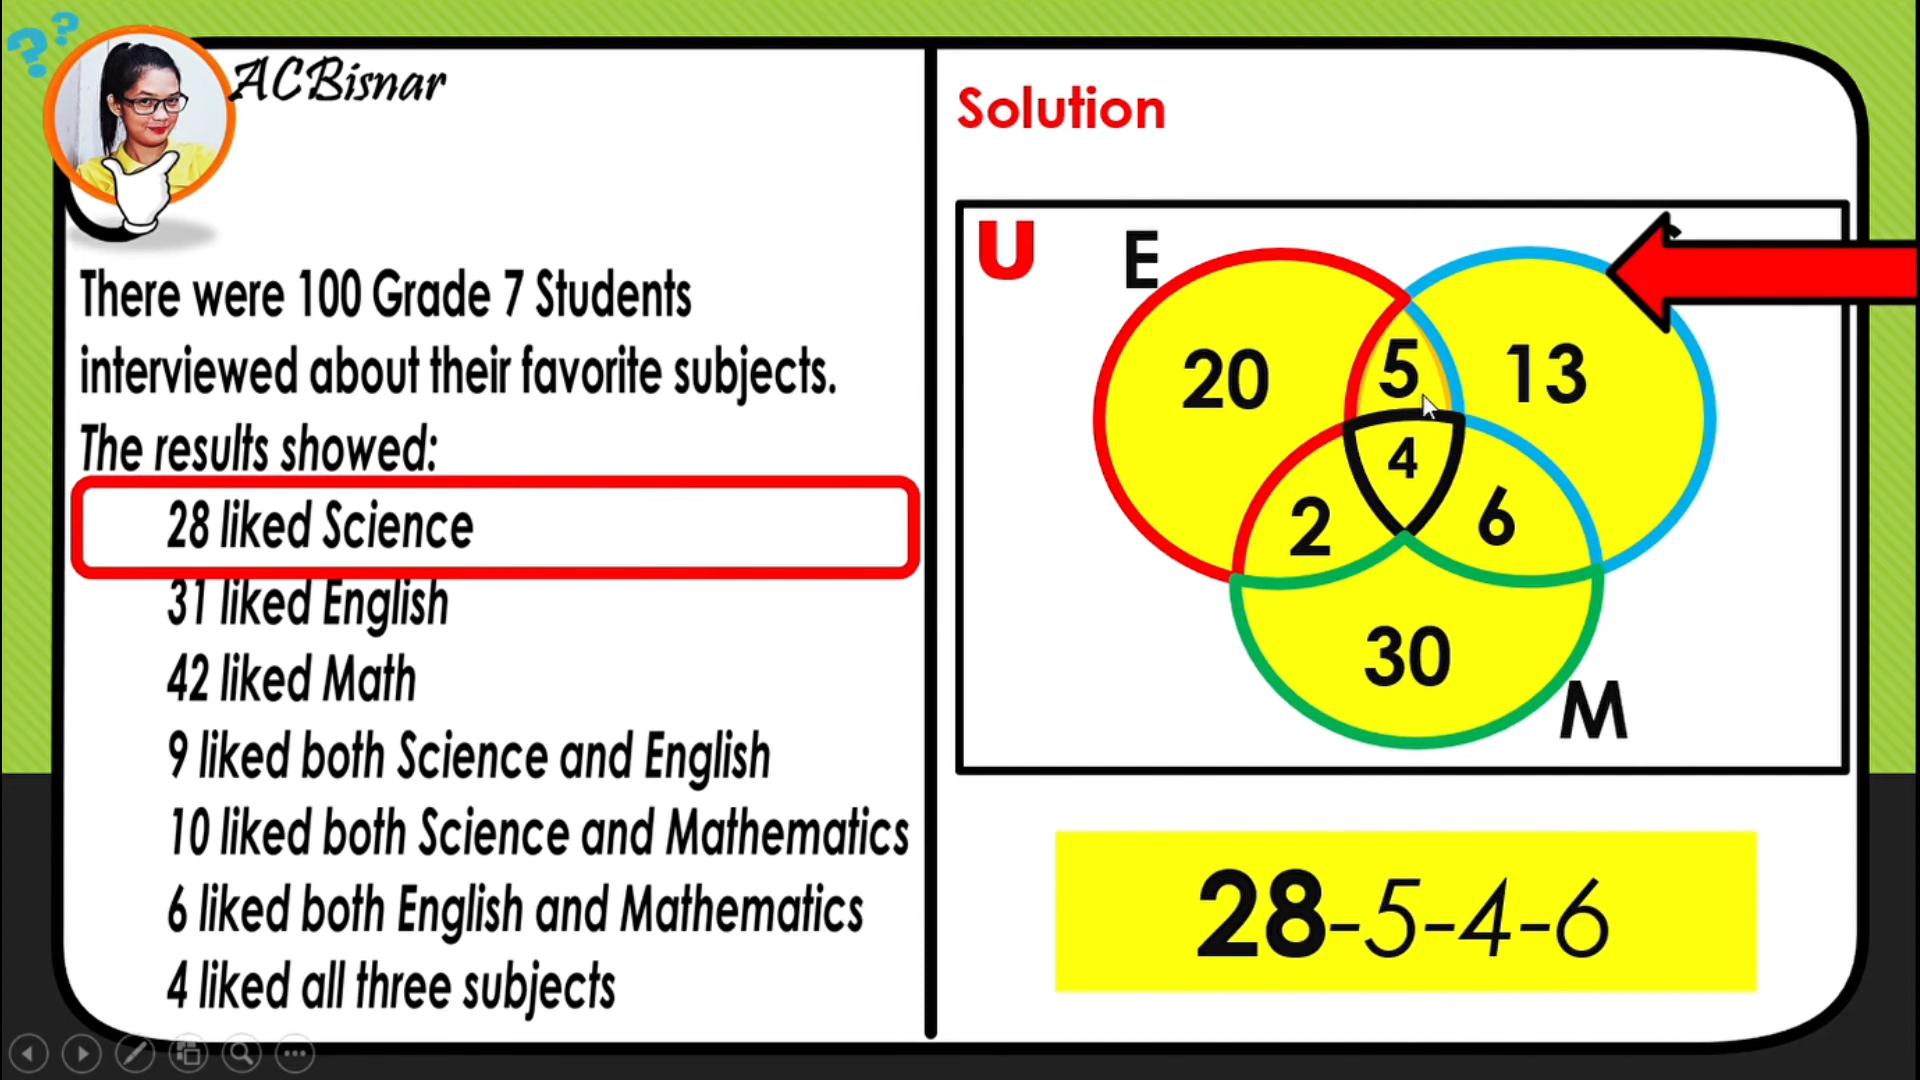 ACBisnar
There were 100 Grade 7 Students
interviewed about their favorite subjects.
The results showed:
28 liked Science
31 liked English
42 liked Math
9 liked both Science and English
10 liked both Science and Mathematics
6 liked both English and Mathematics
4 liked all three subjects
Solution
U
E
20
5
13
4
2
6
30
M
28-5-4-6